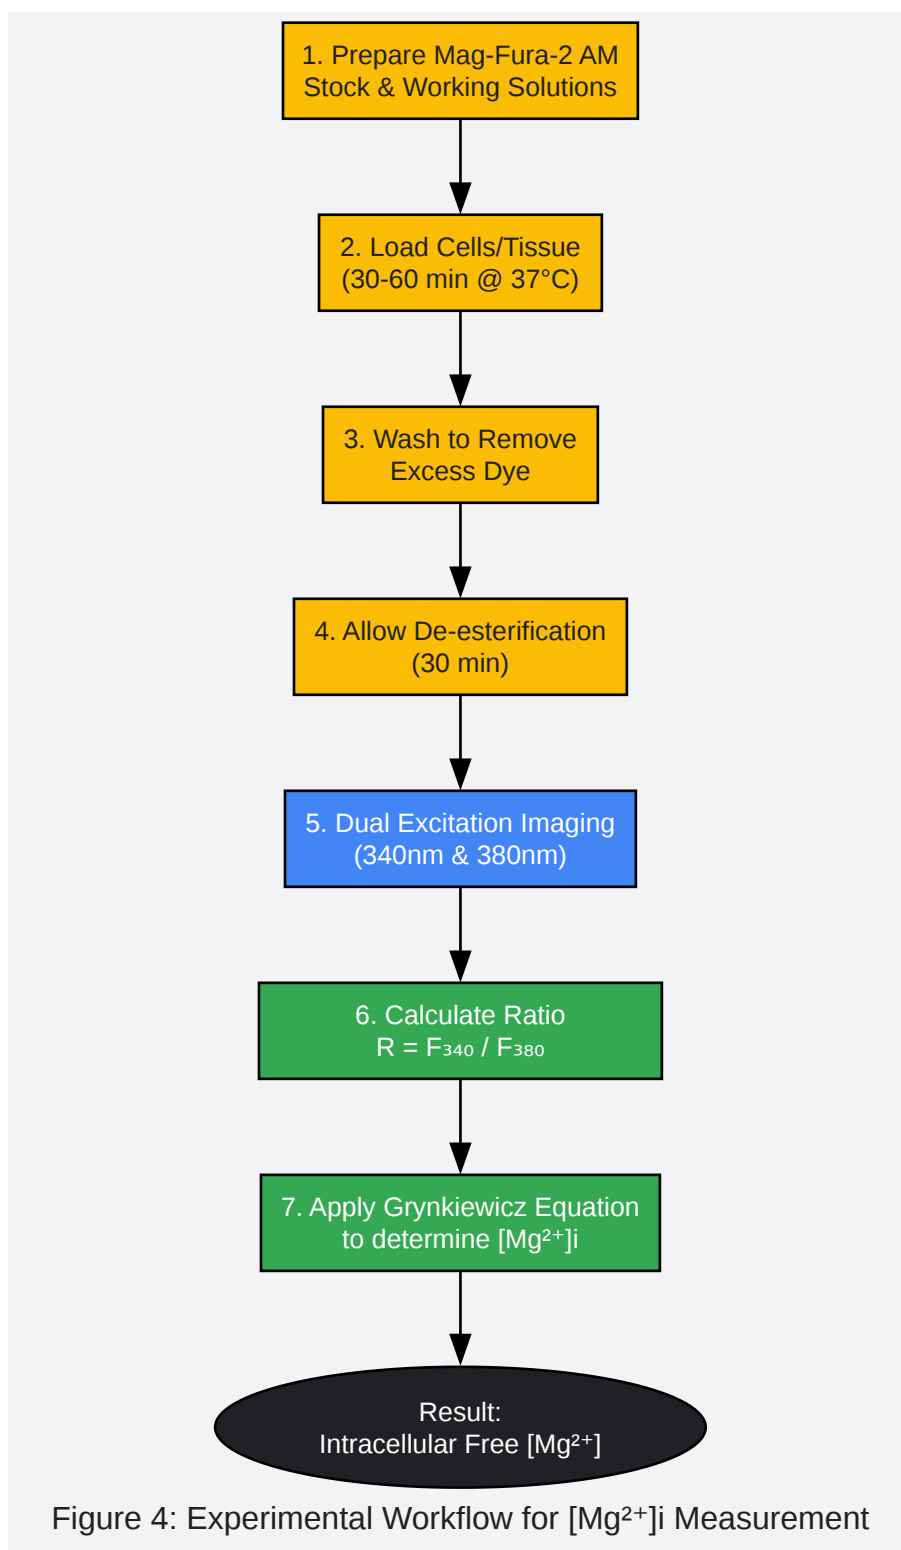 1. Prepare Mag-Fura-2 AM
Stock & Working Solutions
2. Load Cells/Tissue
(30-60 min @ 37°C)
3. Wash to Remove
Excess Dye
4. Allow De-esterification
(30 min)
5. Dual Excitation Imaging
(340nm & 380nm)
6. Calculate Ratio
R = F₃₄₀ / F₃₈₀
7. Apply Grynkiewicz Equation
to determine [Mg²⁺]i
Result:
Intracellular Free [Mg²⁺]
Figure 4: Experimental Workflow for [Mg²⁺]i Measurement